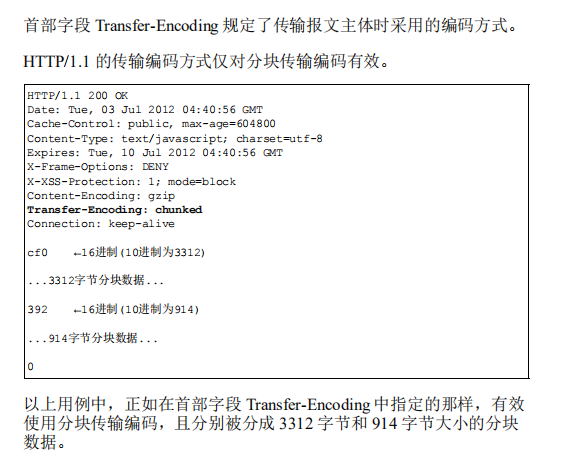 首部字段 Transfer-Encoding 规定了传输报文主体时采用的编码方式。
HTTP/1.1 的传输编码方式仅对分块传输编码有效。
HTTP/1.1 200 OK
Date: Tue, 03 Jul 2012 04:40:56 GMT
Cache-Control: public, max-age=604800
Content-Type: text/javascript; charset=utf-8
Expires: Tue, 10 Jul 2012 04:40:56 GMT
X-Frame-Options: DENY
X-XSS-Protection: 1; mode=block
Content-Encoding: gzip
Transfer-Encoding: chunked
Connection: keep-alive
cf0 ←16进制(10进制为3312)
...3312字节分块数据...
392 ←16进制(10进制为914)
...914字节分块数据...
0
以上用例中，正如在首部字段 Transfer-Encoding 中指定的那样，有效
使用分块传输编码，且分别被分成 3312 字节和 914 字节大小的分块
数据。